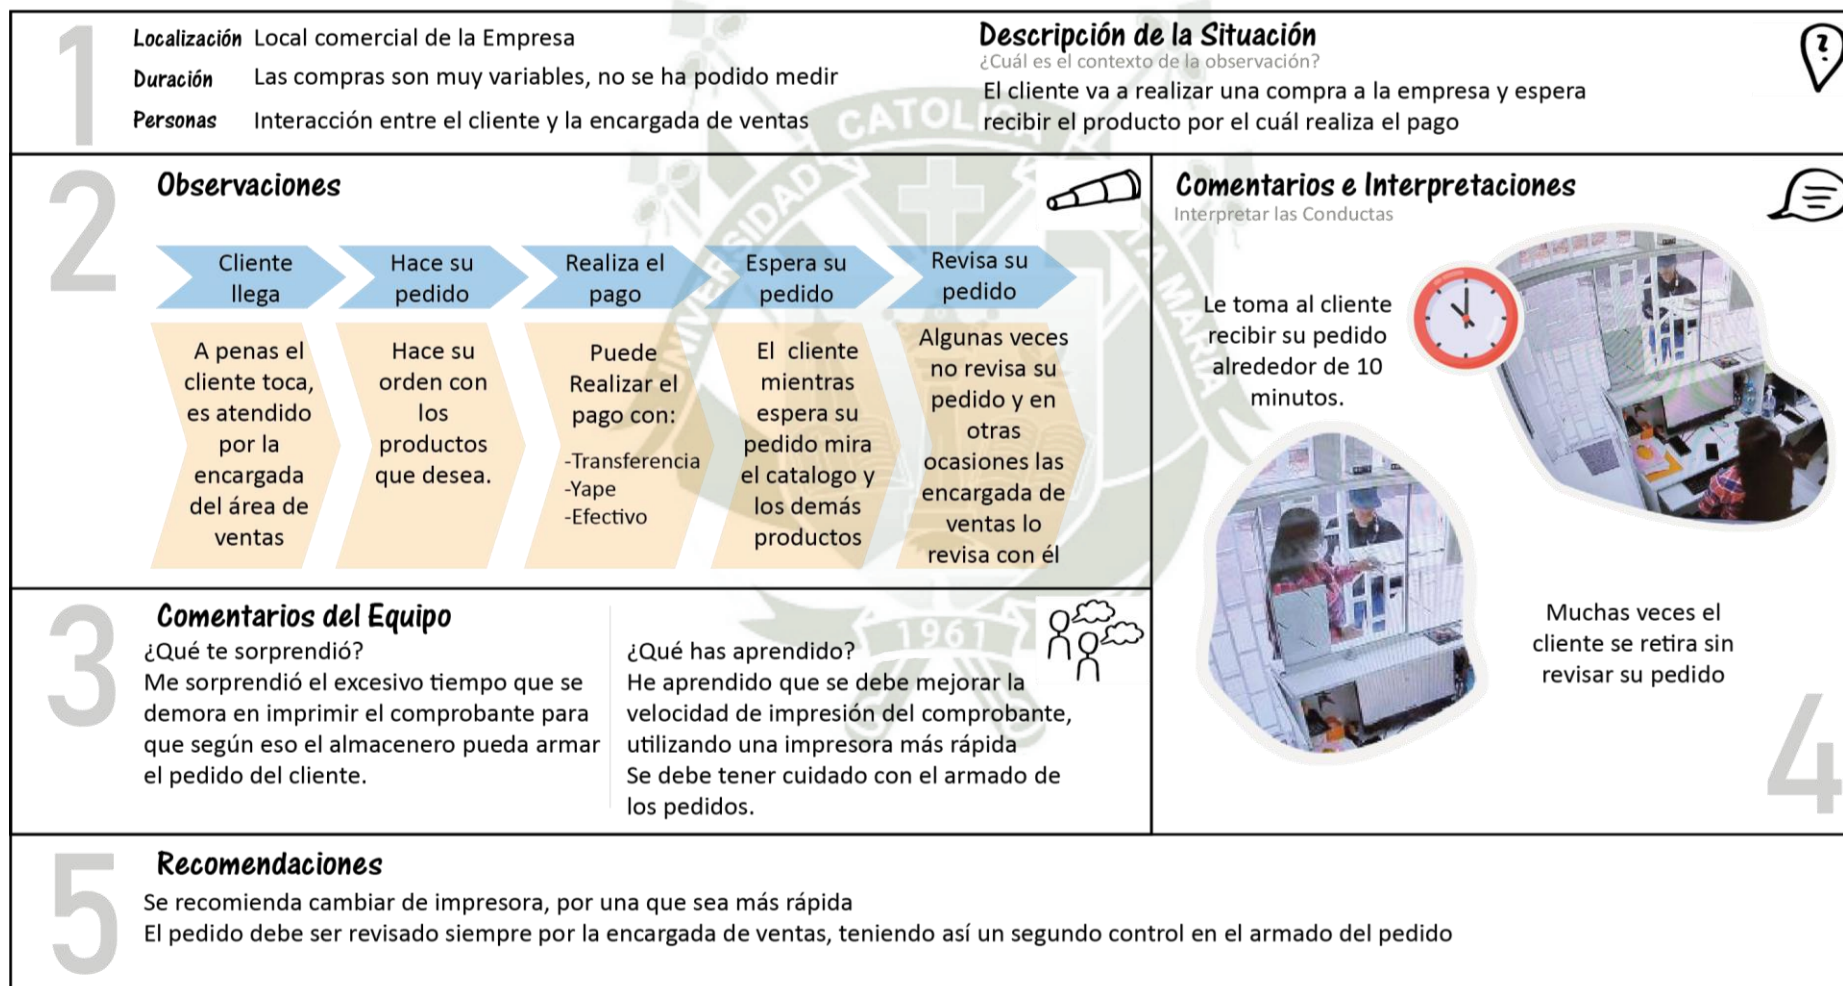 1
Localización Local comercial de la Empresa
Duración Las compras son muy variables, no se ha podido medir
Personas Interacción entre el cliente y la encargada de ventas
Descripción de la Situación
¿Cuál es el contexto de la observación?
El cliente va a realizar una compra a la empresa y espera
recibir el producto por el cuál realiza el pago
?
2
Observaciones
Cliente
llega
Hace su
pedido
Realiza el
pago
Espera su
pedido
Revisa su
pedido
A penas el
cliente toca,
es atendido
por la
encargada
del área de
ventas
Hace su
orden con
los
productos
que desea.
Puede
Realizar el
pago con:
-Transferencia
-Yape
-Efectivo
El cliente
mientras
espera su
pedido mira
el catalogo y
los demás
productos
Algunas veces
no revisa su
pedido y en
otras
ocasiones las
encargada de
ventas lo
revisa con él
Comentarios e Interpretaciones
Interpretar las Conductas
Le toma al cliente
recibir su pedido
alrededor de 10
minutos.
Muchas veces el
cliente se retira sin
revisar su pedido
4
3
Comentarios del Equipo
¿Qué te sorprendió?
Me sorprendió el excesivo tiempo que se
demora en imprimir el comprobante para
que según eso el almacenero pueda armar
el pedido del cliente.
¿Qué has aprendido?
He aprendido que se debe mejorar la
velocidad de impresión del comprobante,
utilizando una impresora más rápida
Se debe tener cuidado con el armado de
los pedidos.
5
Recomendaciones
Se recomienda cambiar de impresora, por una que sea más rápida
El pedido debe ser revisado siempre por la encargada de ventas, teniendo así un segundo control en el armado del pedido
UNIVERSIDAD CATOLICA MARIA
1961